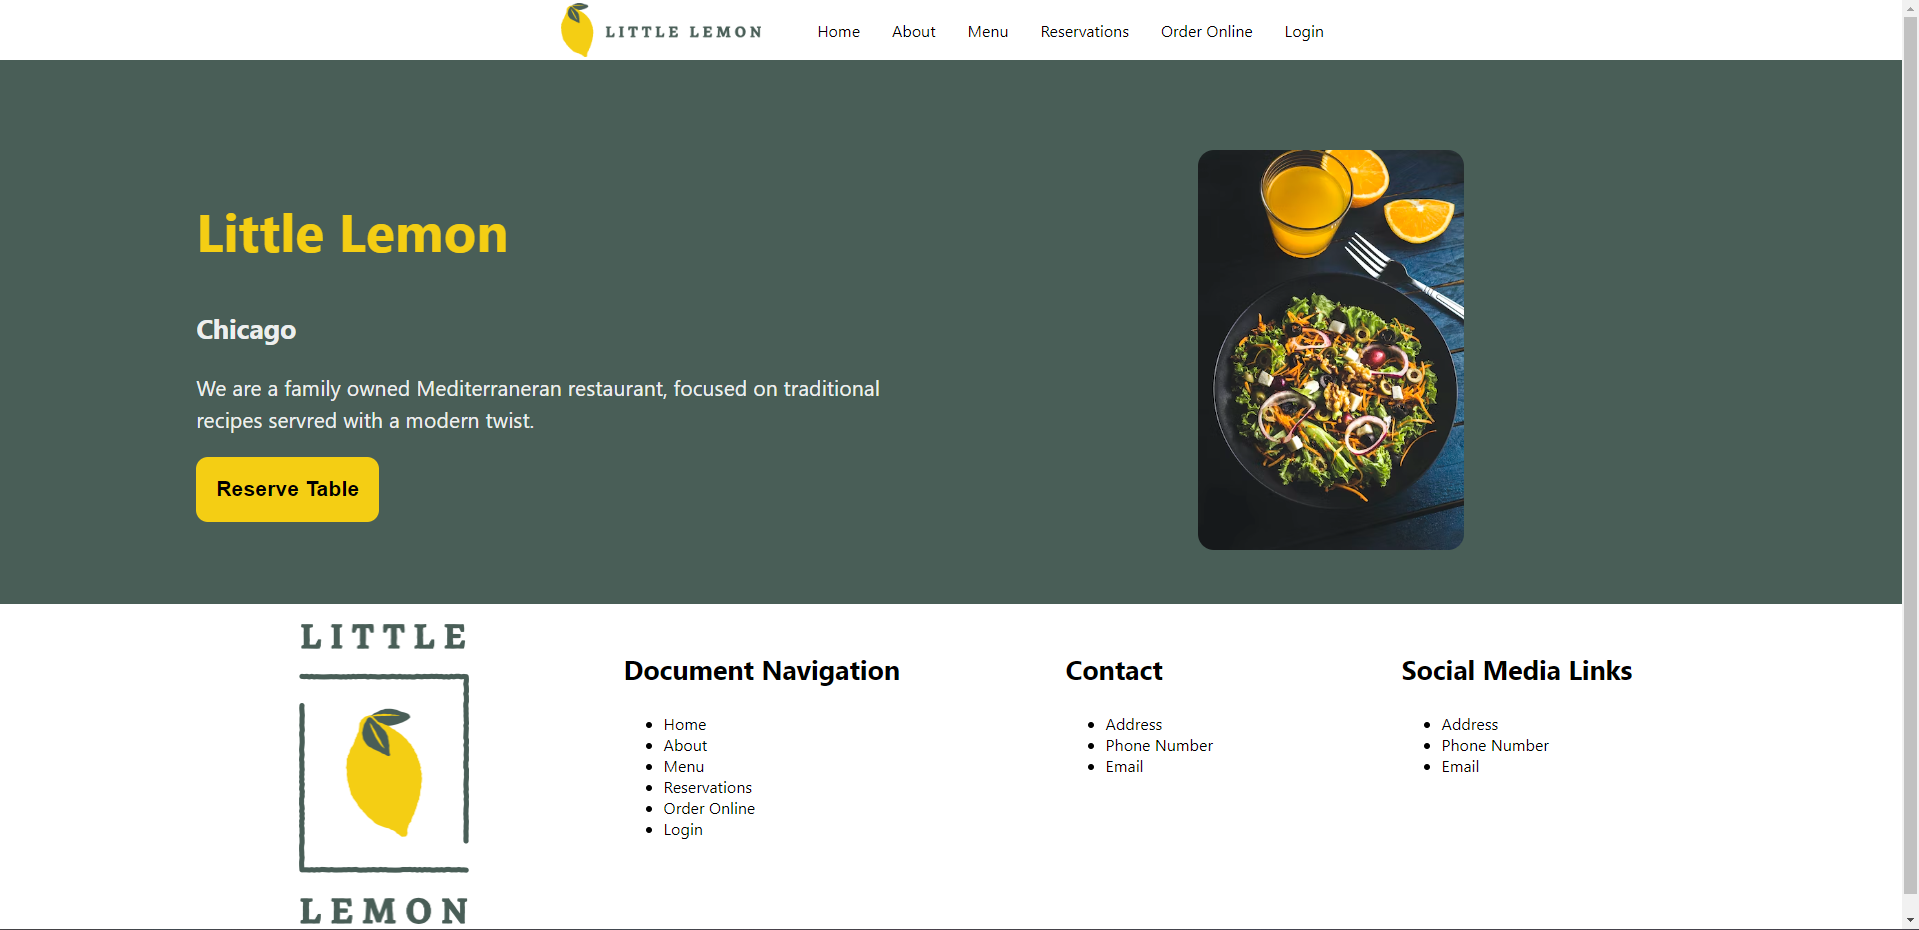 LITTLE LEMON
Home About Menu Reservations Order Online Login
Little Lemon
Chicago
We are a family owned Mediterraneran restaurant, focused on traditional
recipes servred with a modern twist.
Reserve Table
LITTLE
LEMON
Document Navigation
Home
About
Menu
Reservations
Order Online
Login
Contact
Address
Phone Number
Email
Social Media Links
Address
Phone Number
Email